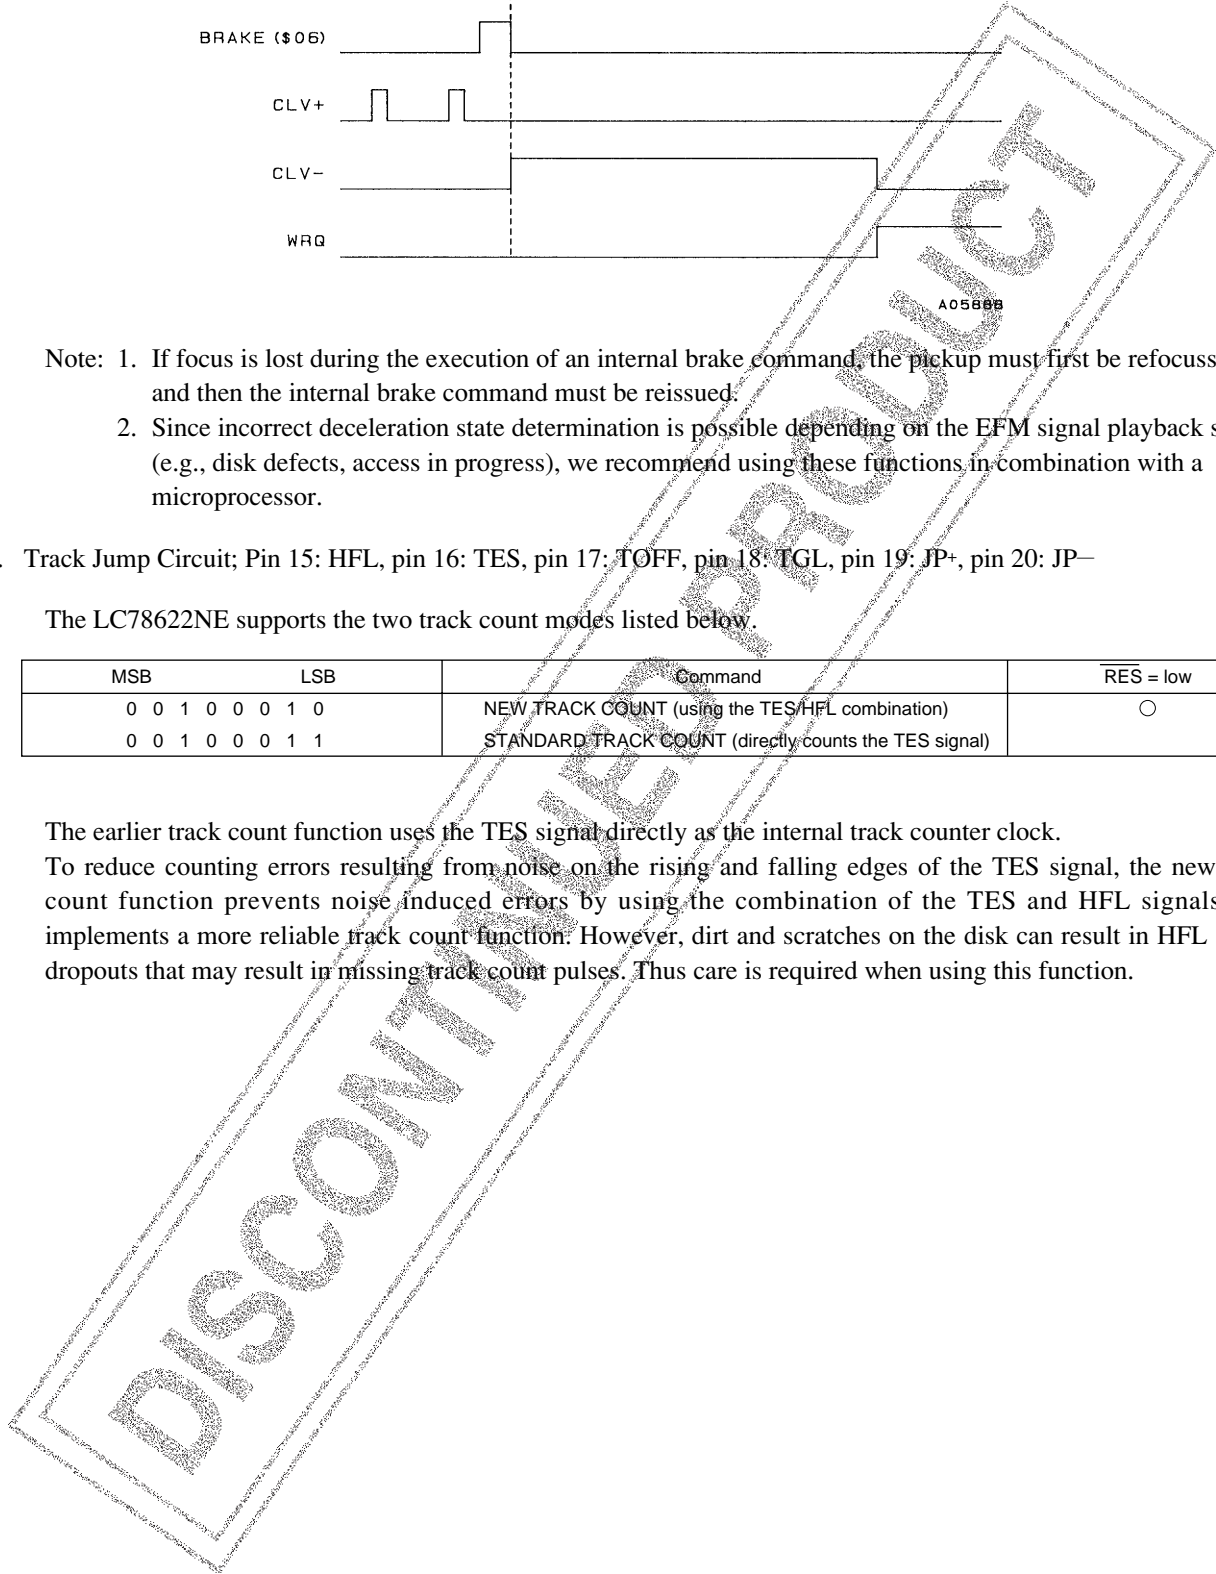 BRAKE ($06)
CLV+
CLV−
WRQ
A05888
Note: 1. If focus is lost during the execution of an internal brake command, the pickup must first be refocuss
and then the internal brake command must be reissued.
2. Since incorrect deceleration state determination is possible depending on the EFM signal playback s
(e.g., disk defects, access in progress), we recommend using these functions in combination with a
microprocessor.
. Track Jump Circuit; Pin 15: HFL, pin 16: TES, pin 17: TOFF, pin 18: TGL, pin 19: JP+, pin 20: JP—
The LC78622NE supports the two track count modes listed below.
MSB LSB Command RES = low
0 0 1 0 0 0 1 0 NEW TRACK COUNT (using the TES/HFL combination) ○
0 0 1 0 0 0 1 1 STANDARD TRACK COUNT (directly counts the TES signal)
The earlier track count function uses the TES signal directly as the internal track counter clock.
To reduce counting errors resulting from noise on the rising and falling edges of the TES signal, the new
count function prevents noise induced errors by using the combination of the TES and HFL signals
implements a more reliable track count function. However, dirt and scratches on the disk can result in HFL
dropouts that may result in missing track count pulses. Thus care is required when using this function.
DISCONTINUED PRODUCT